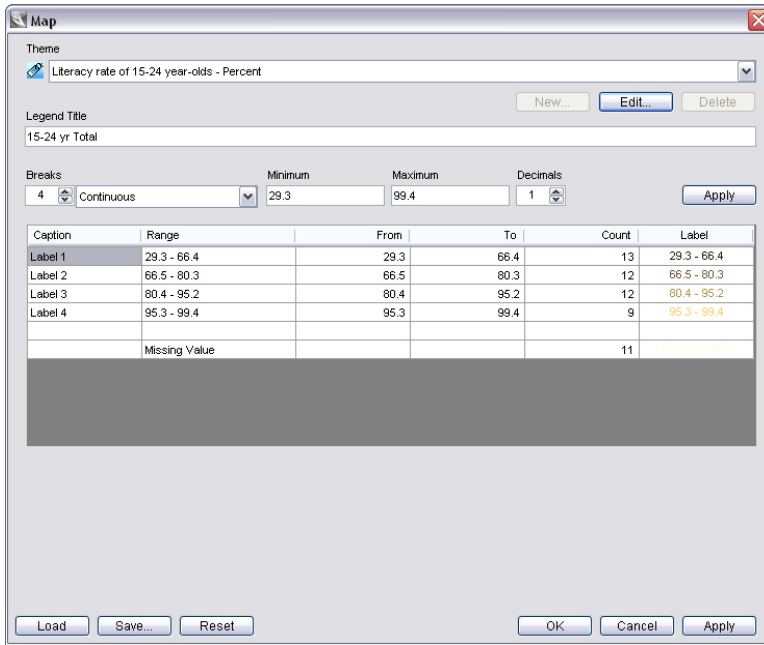 Map
Theme
Literacy rate of 15-24 year-olds - Percent
New... Edit... Delete
Legend Title
15-24 yr Total
Breaks Minimum Maximum Decimals
4 Continuous 29.3 99.4 1 Apply
Caption Range From To Count Label
Label 1 29.3 - 66.4 29.3 66.4 13 29.3 - 66.4
Label 2 66.5 - 80.3 66.5 80.3 12 66.5 - 80.3
Label 3 80.4 - 95.2 80.4 95.2 12 80.4 - 95.2
Label 4 95.3 - 99.4 95.3 99.4 9 95.3 - 99.4
Missing Value 11
Load Save... Reset OK Cancel Apply